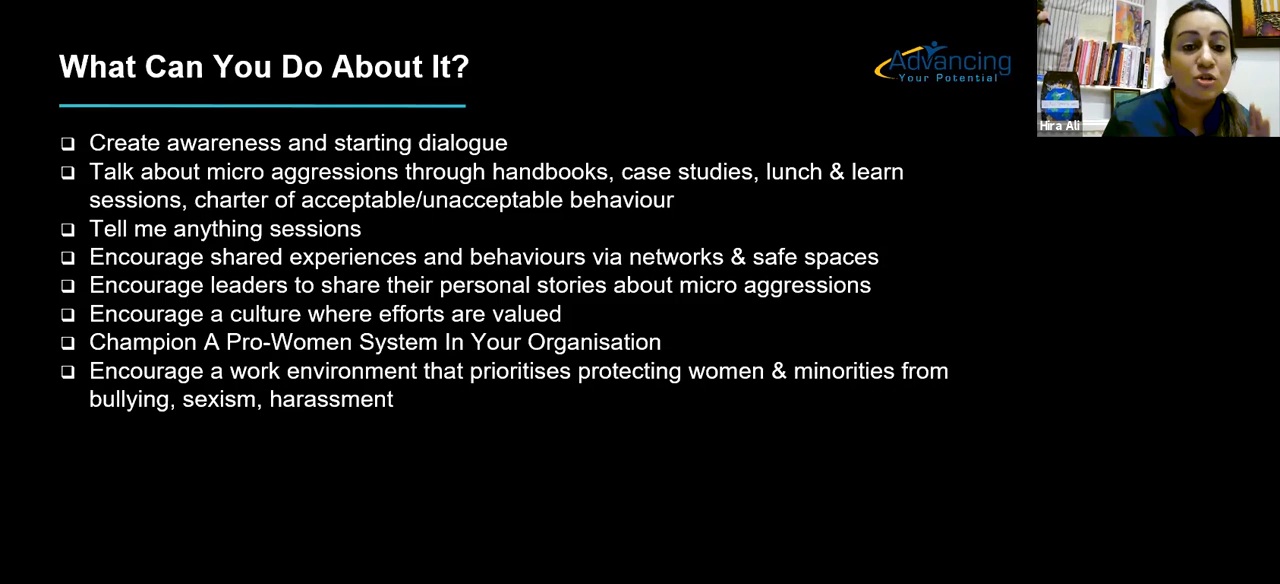 What Can You Do About It?
Advancing
Your Potential
Hira Ali
Create awareness and starting dialogue
Talk about micro aggressions through handbooks, case studies, lunch & learn
sessions, charter of acceptable/unacceptable behaviour
Tell me anything sessions
Encourage shared experiences and behaviours via networks & safe spaces
Encourage leaders to share their personal stories about micro aggressions
Encourage a culture where efforts are valued
Champion A Pro-Women System In Your Organisation
Encourage a work environment that prioritises protecting women & minorities from
bullying, sexism, harassment